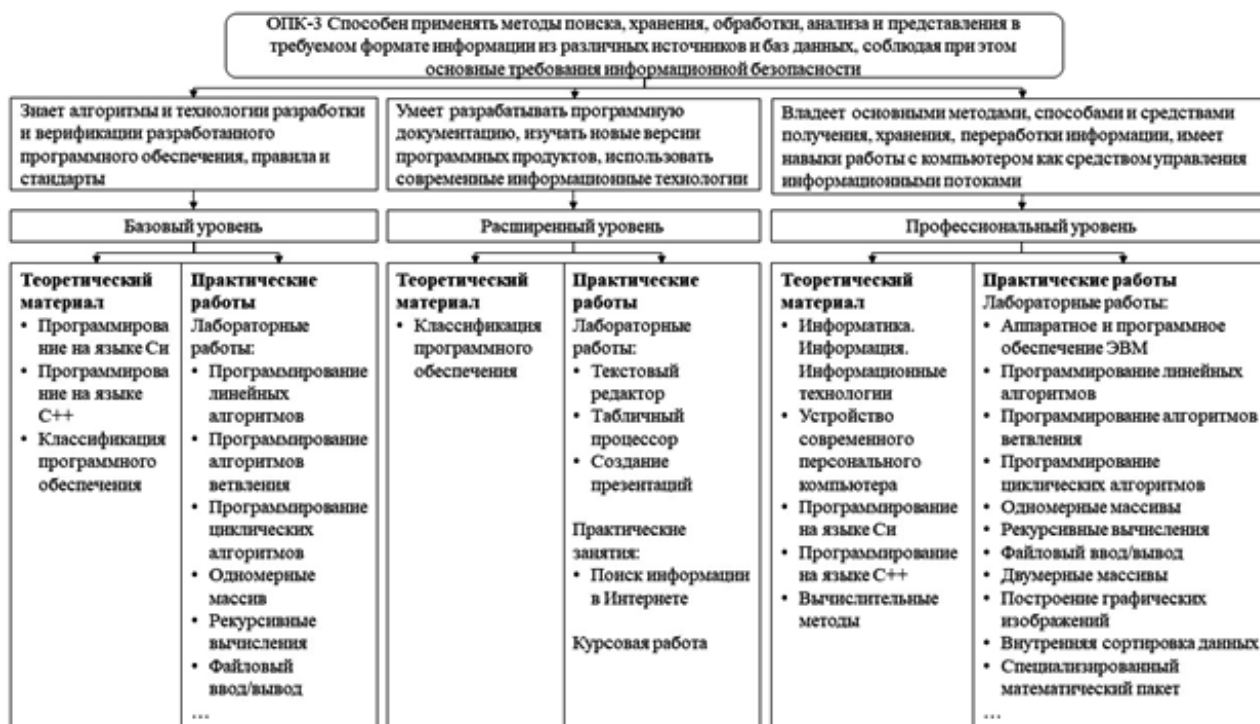 ОПК-3 Способен применять методы поиска, хранения, обработки, анализа и представления в
требуемом формате информации из различных источников и баз данных, соблюдая при этом
основные требования информационной безопасности
Знает алгоритмы и технологии разработки
и верификации разработанного
программного обеспечения, правила и
стандарты
Умеет разрабатывать программную
документацию, изучать новые версии
программных продуктов, использовать
современные информационные технологии
Владеет основными методами, способами и средствами
получения, хранения, переработки информации, имеет
навыки работы с компьютером как средством управления
информационными потоками
Базовый уровень
Расширенный уровень
Профессиональный уровень
Теоретический
материал
• Программирова
ние на языке Си
• Программирова
ние на языке
С++
• Классификация
программного
обеспечения
Практические
работы
Лабораторные
работы:
• Программирование
линейных
алгоритмов
• Программирование
алгоритмов
ветвления
• Программирование
циклических
алгоритмов
• Одномерные
массив
• Рекурсивные
вычисления
• Файловый
ввод/вывод
…
Теоретический
материал
• Классификация
программного
обеспечения
Практические
работы
Лабораторные
работы:
• Текстовый
редактор
• Табличный
процессор
• Создание
презентаций
Практические
занятия:
• Поиск информации
в Интернете
Курсовая работа
Теоретический
материал
• Информатика.
Информация.
Информационные
технологии
• Устройство
современного
персонального
компьютера
• Программирование
на языке Си
• Программирование
на языке С++
• Вычислительные
методы
Практические работы
Лабораторные работы:
• Аппаратное и программное
обеспечение ЭВМ
• Программирование линейных
алгоритмов
• Программирование алгоритмов
ветвления
• Программирование
циклических алгоритмов
• Одномерные массивы
• Рекурсивные вычисления
• Файловый ввод/вывод
• Двумерные массивы
• Построение графических
изображений
• Внутренняя сортировка данных
• Специализированный
математический пакет
…